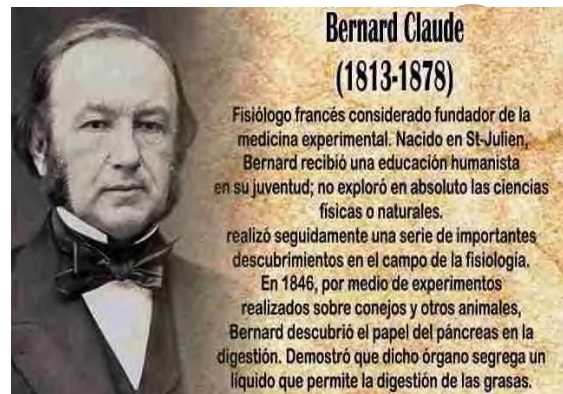 Bernard Claude
(1813-1878)
Fisiólogo francés considerado fundador de la
medicina experimental. Nacido en St-Julien,
Bernard recibió una educación humanista
en su juventud; no exploró en absoluto las ciencias
físicas o naturales.
realizó seguidamente una serie de importantes
descubrimientos en el campo de la fisiología.
En 1846, por medio de experimentos
realizados sobre conejos y otros animales,
Bernard descubrió el papel del páncreas en la
digestión. Demostró que dicho órgano segrega un
líquido que permite la digestión de las grasas.